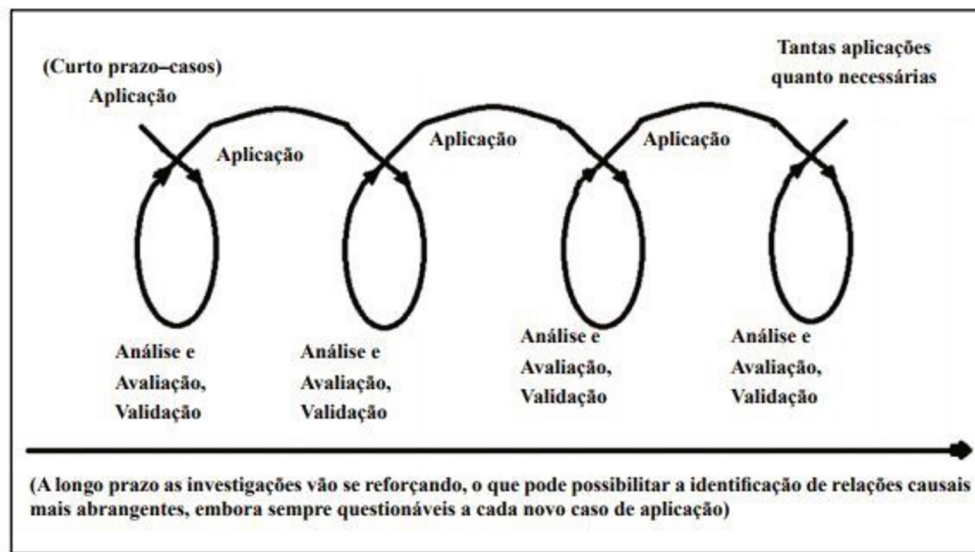 (Curto prazo–casos)
Aplicação
Tantas aplicações
quanto necessárias
Aplicação
Aplicação
Aplicação
Análise e
Avaliação,
Validação
Análise e
Avaliação,
Validação
Análise e
Avaliação,
Validação
Análise e
Avaliação,
Validação
(A longo prazo as investigações vão se reforçando, o que pode possibilitar a identificação de relações causais
mais abrangentes, embora sempre questionáveis a cada novo caso de aplicação)